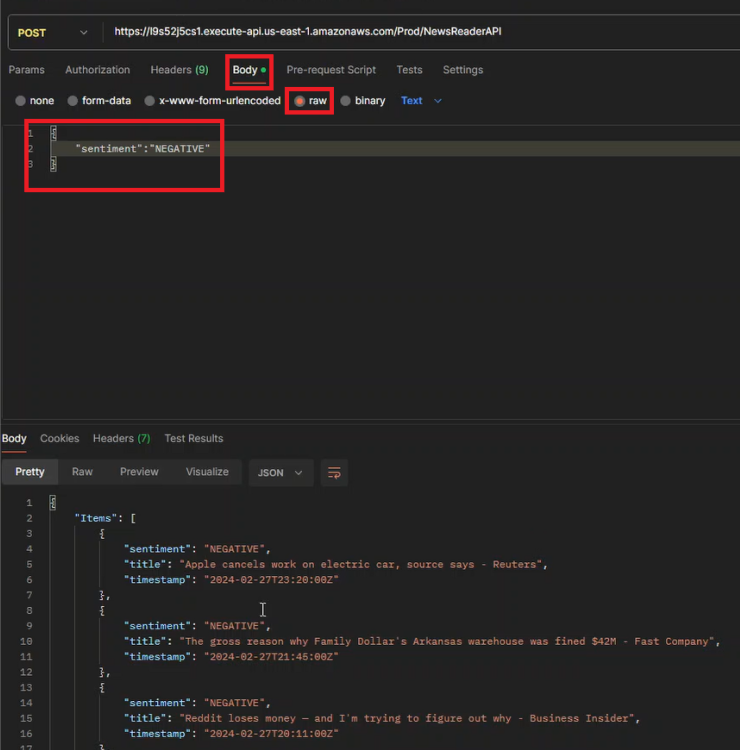 POST https://l9s52j5cs1.execute-api.us-east-1.amazonaws.com/Prod/NewsReaderAPI
Params Authorization Headers (9) Body Pre-request Script Tests Settings
none form-data x-www-form-urlencoded raw binary Text
1 {
2 "sentiment":"NEGATIVE"
3 }
Body Cookies Headers (7) Test Results
Pretty Raw Preview Visualize JSON
1 {
2 "Items": [
3 {
4 "sentiment": "NEGATIVE",
5 "title": "Apple cancels work on electric car, source says - Reuters",
6 "timestamp": "2024-02-27T23:20:00Z"
7 },
8 {
9 "sentiment": "NEGATIVE",
10 "title": "The gross reason why Family Dollar's Arkansas warehouse was fined $42M - Fast Company",
11 "timestamp": "2024-02-27T21:45:00Z"
12 },
13 {
14 "sentiment": "NEGATIVE",
15 "title": "Reddit loses money — and I'm trying to figure out why - Business Insider",
16 "timestamp": "2024-02-27T20:11:00Z"
17 }